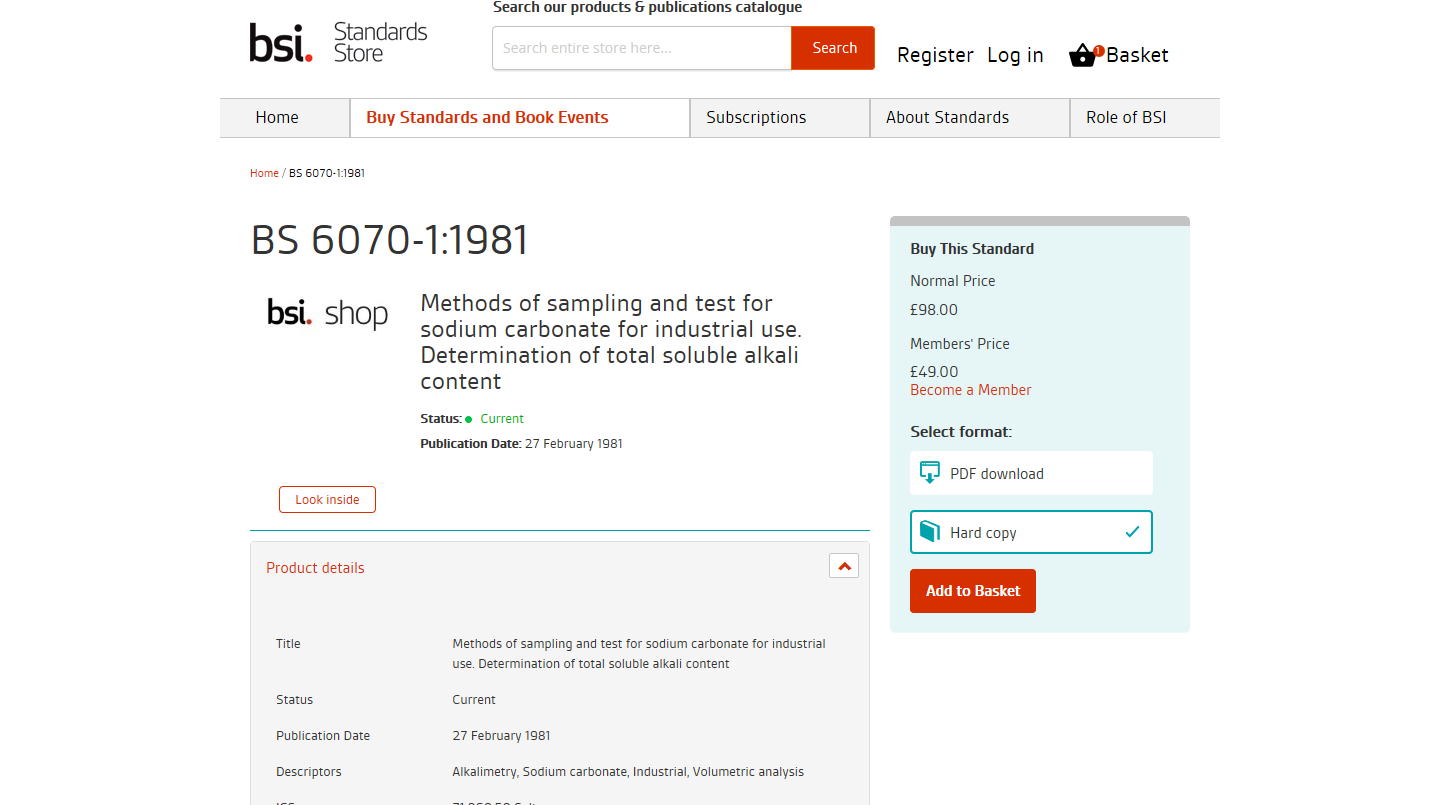 Search our products & publications catalogue
bsi. Standards Store
Search entire store here...
Search
Register
Log in
1
Basket
Home
Buy Standards and Book Events
Subscriptions
About Standards
Role of BSI
Home / BS 6070-1:1981
BS 6070-1:1981
bsi. shop
Methods of sampling and test for
sodium carbonate for industrial use.
Determination of total soluble alkali
content
Status: Current
Publication Date: 27 February 1981
Look inside
Buy This Standard
Normal Price
£98.00
Members' Price
£49.00
Become a Member
Select format:
PDF download
Hard copy
Add to Basket
Product details
Title
Methods of sampling and test for sodium carbonate for industrial
use. Determination of total soluble alkali content
Status
Current
Publication Date
27 February 1981
Descriptors
Alkalimetry, Sodium carbonate, Industrial, Volumetric analysis